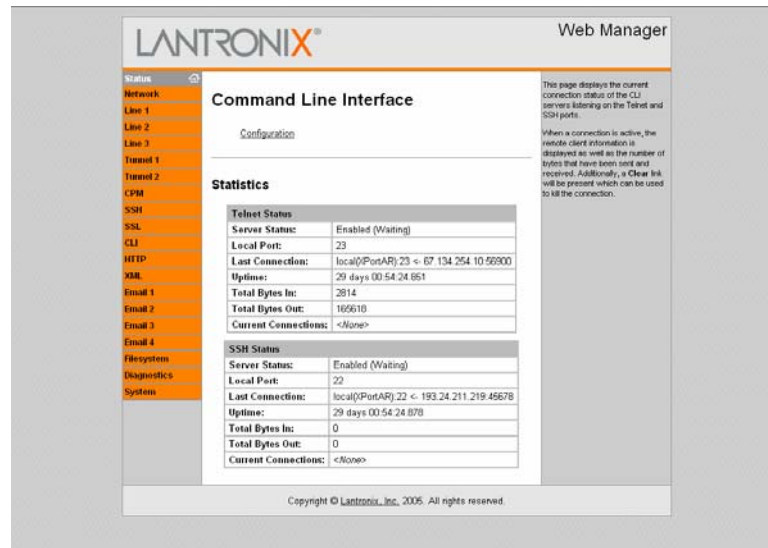 LANTRONIX®
Web Manager
Status
Network
Line 1
Line 2
Line 3
Tunnel 1
Tunnel 2
CPM
SSH
SSL
CLI
HTTP
XML
Email 1
Email 2
Email 3
Email 4
Filesystem
Diagnostics
System
Command Line Interface
Configuration
Statistics
Telnet Status
Server Status: Enabled (Waiting)
Local Port: 23
Last Connection: local(XPortAR):23 <- 67.134.254.10:56900
Uptime: 29 days 00:54:24.851
Total Bytes In: 2814
Total Bytes Out: 165618
Current Connections: <None>
SSH Status
Server Status: Enabled (Waiting)
Local Port: 22
Last Connection: local(XPortAR):22 <- 193.24.211.219:45678
Uptime: 29 days 00:54:24.878
Total Bytes In: 0
Total Bytes Out: 0
Current Connections: <None>
This page displays the current
connection status of the CLI
servers listening on the Telnet and
SSH ports.
When a connection is active, the
remote client information is
displayed as well as the number of
bytes that have been sent and
received. Additionally, a Clear link
will be present which can be used
to kill the connection.
Copyright © Lantronix, Inc. 2005. All rights reserved.